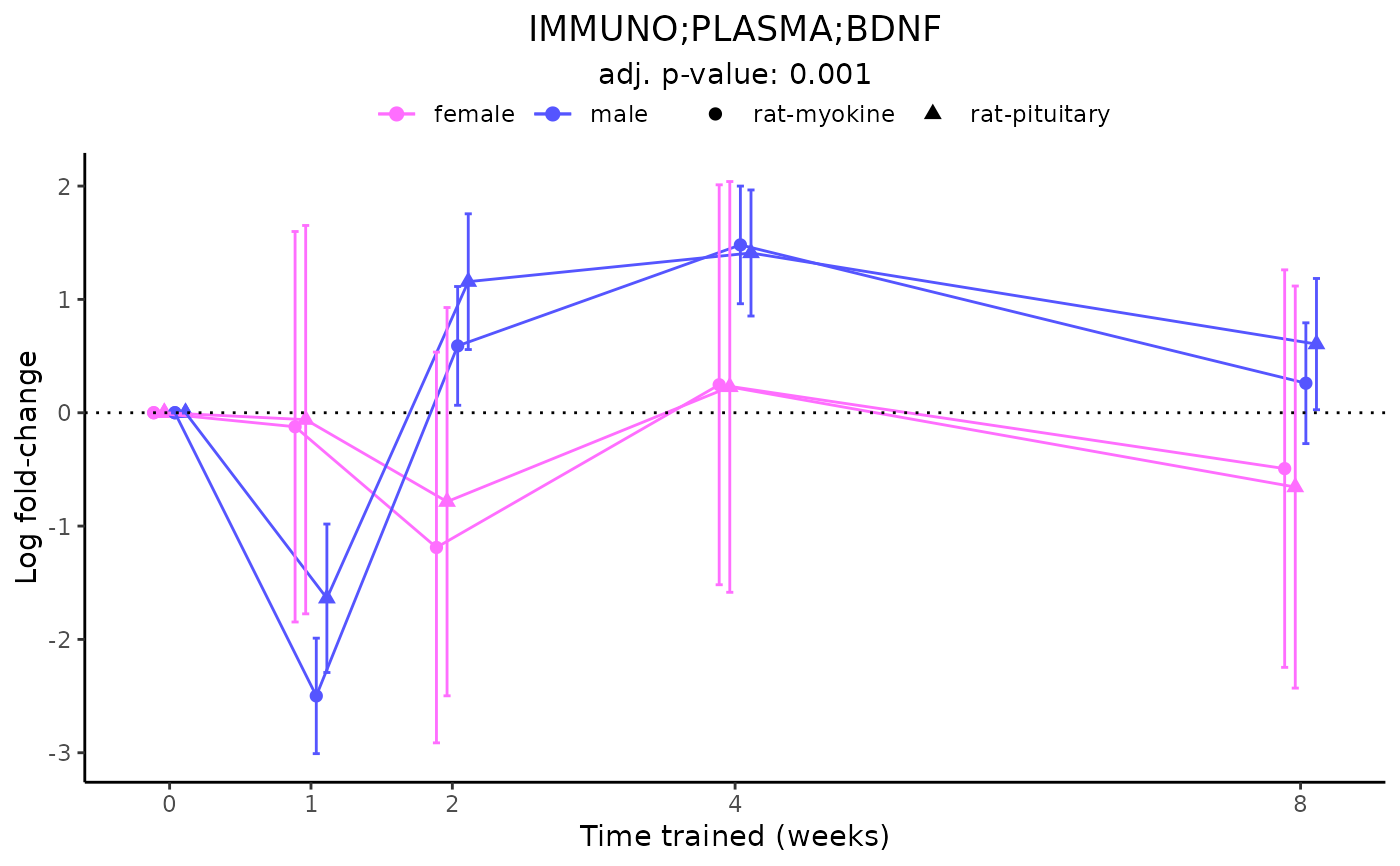 IMMUNO;PLASMA;BDNF
adj. p-value: 0.001
female male rat-myokine rat-pituitary
Log fold-change
2
1
0
-1
-2
-3
0 1 2 4 8
Time trained (weeks)